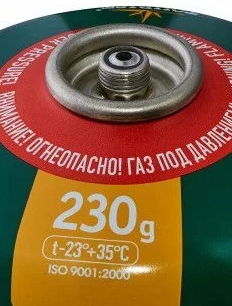 PRESSURE!
ВНИМАНИЕ! ОГНЕОПАСНО! ГАЗ ПОД ДАВЛЕНИЕМ!
230g
t-23°+35°C
ISO 9001:2000